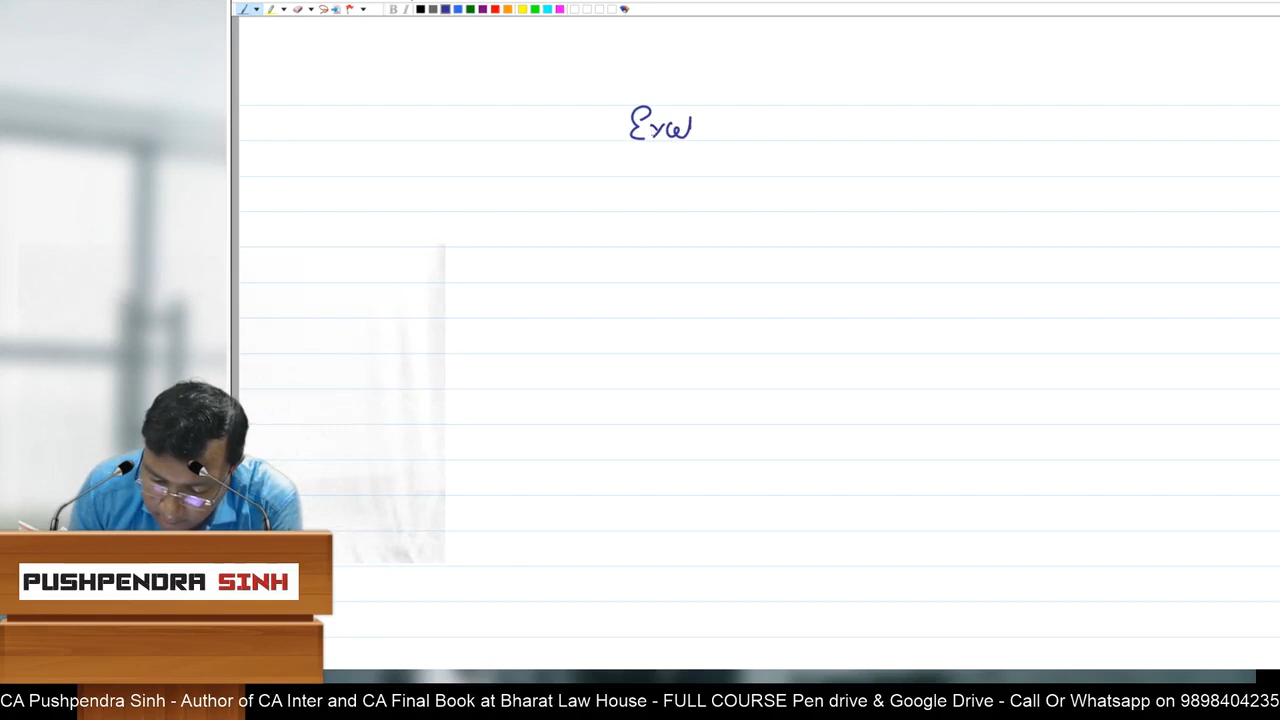 B I
Excel
PUSHPENDRA SINH
CA Pushpendra Sinh - Author of CA Inter and CA Final Book at Bharat Law House - FULL COURSE Pen drive & Google Drive - Call Or Whatsapp on 9898404235